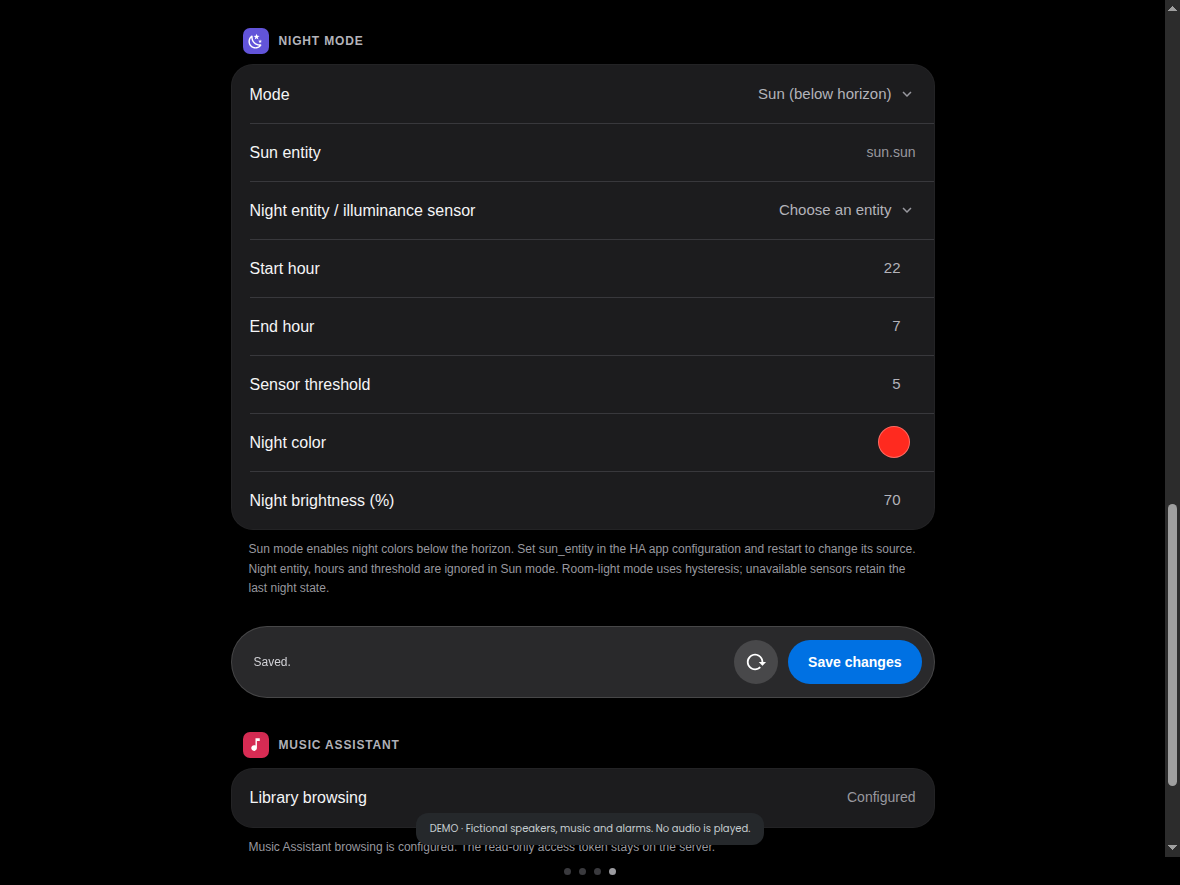 NIGHT MODE
Mode
Sun (below horizon)
Sun entity
sun.sun
Night entity / illuminance sensor
Choose an entity
Start hour
22
End hour
7
Sensor threshold
5
Night color
Night brightness (%)
70
Sun mode enables night colors below the horizon. Set sun_entity in the HA app configuration and restart to change its source.
Night entity, hours and threshold are ignored in Sun mode. Room-light mode uses hysteresis; unavailable sensors retain the
last night state.
Saved.
Save changes
MUSIC ASSISTANT
Library browsing
Configured
DEMO · Fictional speakers, music and alarms. No audio is played.
Music Assistant browsing is configured. The read-only access token stays on the server.